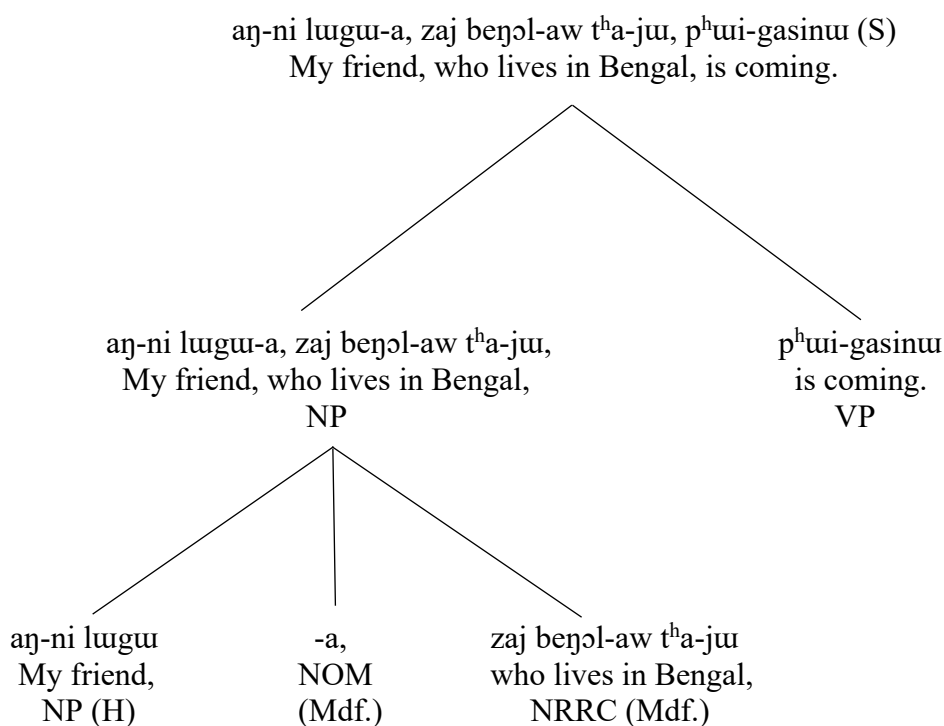 aŋ-ni lɯgɯ-a, zaj beŋɔl-aw tʰa-jɯ, pʰɯi-gasinɯ (S)
My friend, who lives in Bengal, is coming.
aŋ-ni lɯgɯ-a, zaj beŋɔl-aw tʰa-jɯ,
My friend, who lives in Bengal,
NP
pʰɯi-gasinɯ
is coming.
VP
aŋ-ni lɯgɯ
My friend,
NP (H)
-a,
NOM
(Mdf.)
zaj beŋɔl-aw tʰa-jɯ
who lives in Bengal,
NRRC (Mdf.)